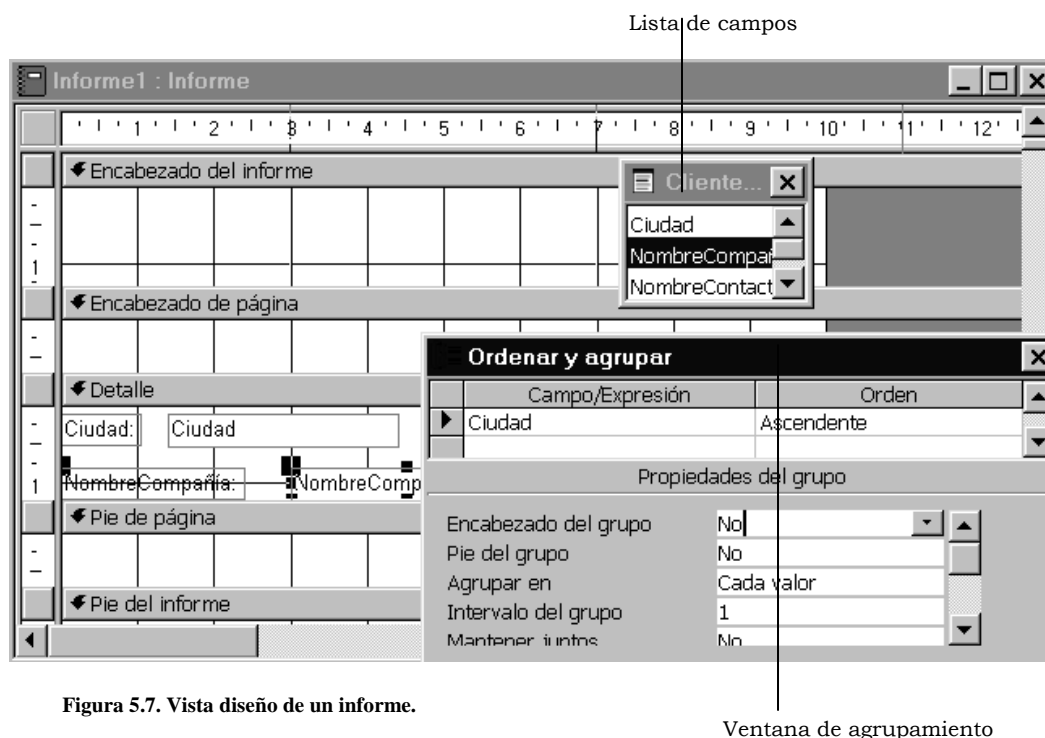 Lista de campos
Informe1 : Informe
1 2 3 4 5 6 7 8 9 10 11 12
Encabezado del informe
Cliente...
Ciudad
NombreCompañ
NombreContact
1
Encabezado de página
Ordenar y agrupar
Campo/Expresión Orden
Ciudad Ascendente
Detalle
Ciudad: Ciudad
NombreCompañía: NombreComp
1
Propiedades del grupo
Pie de página
Encabezado del grupo No
Pie del grupo No
Agrupar en Cada valor
Intervalo del grupo 1
Mantener juntos No
Pie del informe
Figura 5.7. Vista diseño de un informe.
Ventana de agrupamiento